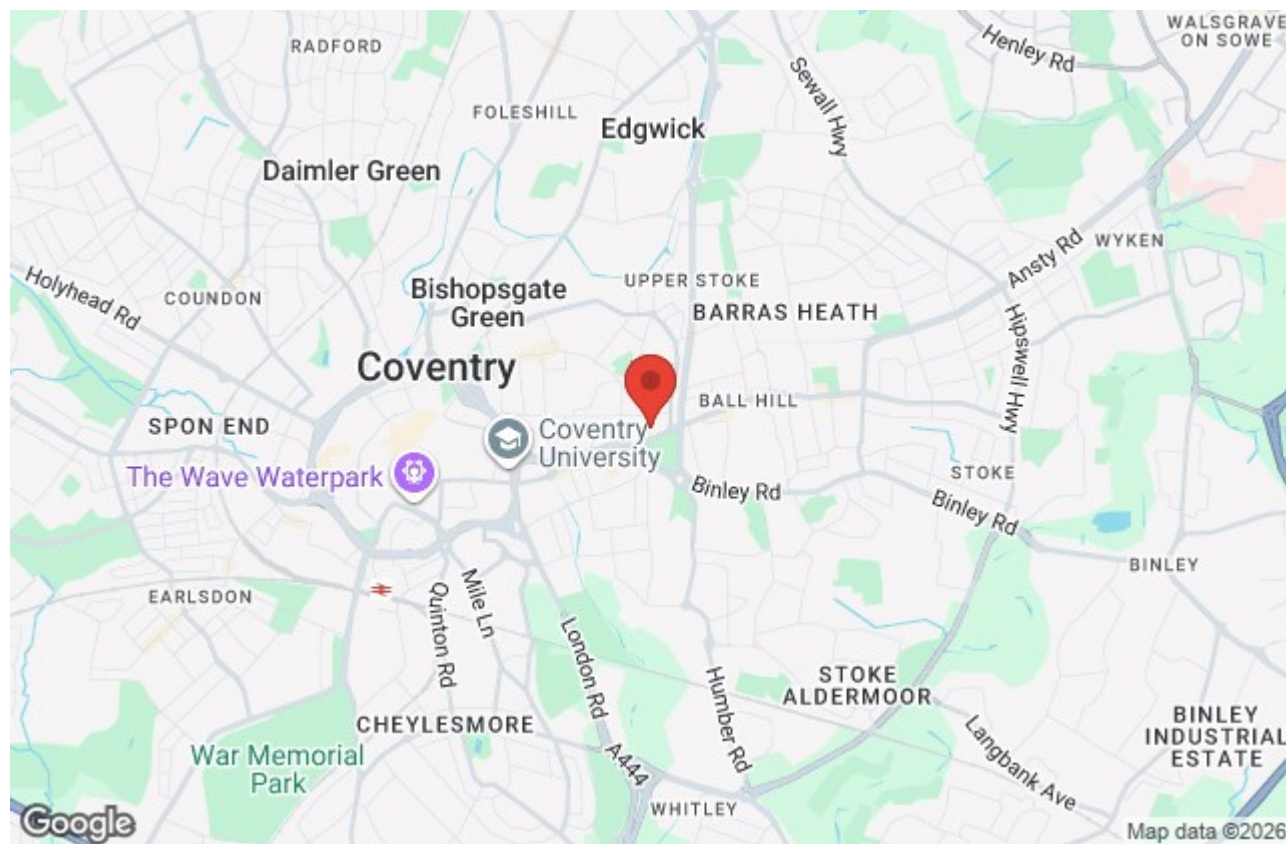 WALSGRAVE
ON SOWE
RADFORD
Henley Rd
Sewall Hwy
FOLESHILL
Edgwick
Daimler Green
WYKEN
Ansty Rd
Holyhead Rd
COUNDON
Bishopsgate
Green
UPPER STOKE
BARRAS HEATH
Hipswell Hwy
Coventry
BALL HILL
SPON END
Coventry
University
The Wave Waterpark
STOKE
Binley Rd
Binley Rd
BINLEY
EARLSDON
Mile Ln
Quinton Rd
London Rd
STOKE
ALDERMOOR
Humber Rd
CHEYLESMORE
BINLEY
INDUSTRIAL
ESTATE
Langbank Ave
War Memorial
Park
A444
WHITLEY
Google
Map data ©2026